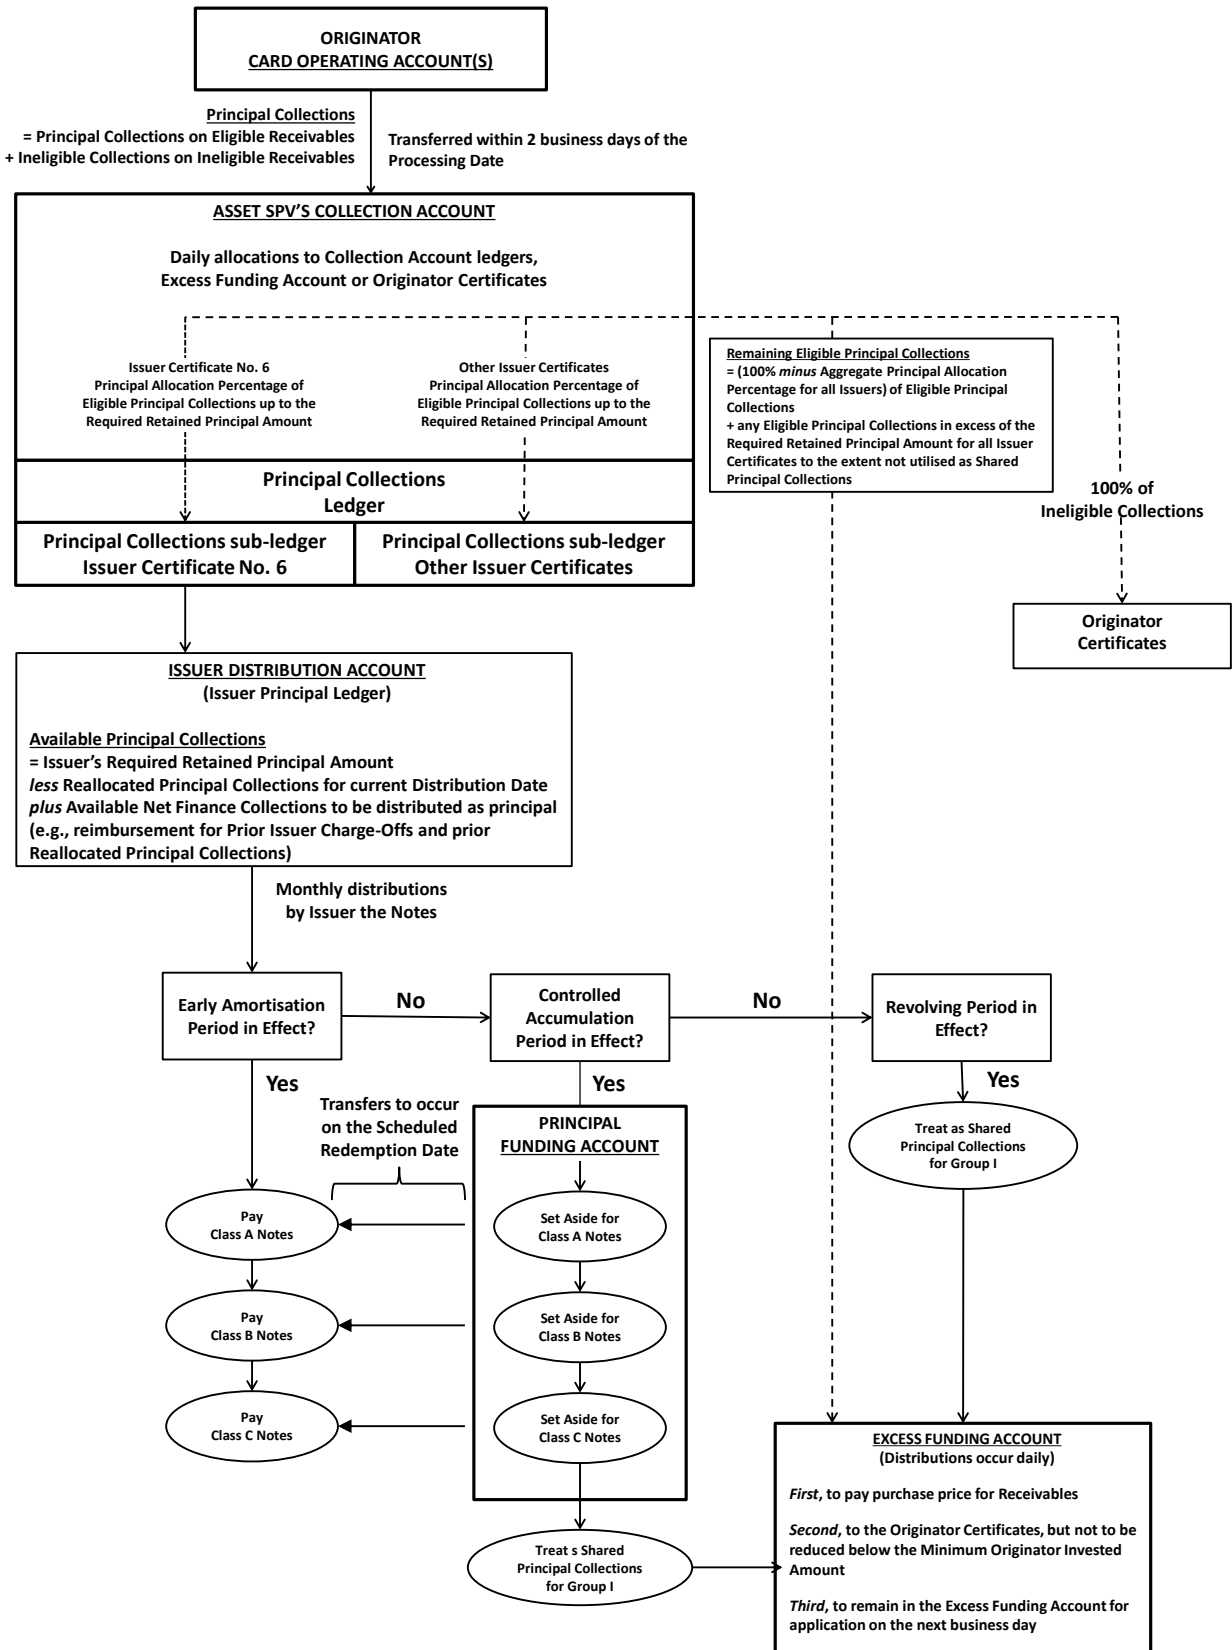 ORIGINATOR
CARD OPERATING ACCOUNT(S)
Principal Collections
= Principal Collections on Eligible Receivables
+ Ineligible Collections on Ineligible Receivables
Transferred within 2 business days of the
Processing Date
ASSET SPV'S COLLECTION ACCOUNT
Daily allocations to Collection Account ledgers,
Excess Funding Account or Originator Certificates
Issuer Certificate No. 6
Principal Allocation Percentage of
Eligible Principal Collections up to the
Required Retained Principal Amount
Other Issuer Certificates
Principal Allocation Percentage of
Eligible Principal Collections up to the
Required Retained Principal Amount
Remaining Eligible Principal Collections
= (100% minus Aggregate Principal Allocation
Percentage for all Issuers) of Eligible Principal
Collections
+ any Eligible Principal Collections in excess of the
Required Retained Principal Amount for all Issuer
Certificates to the extent not utilised as Shared
Principal Collections
100% of
Ineligible Collections
Principal Collections
Ledger
Principal Collections sub-ledger
Issuer Certificate No. 6
Principal Collections sub-ledger
Other Issuer Certificates
Originator
Certificates
ISSUER DISTRIBUTION ACCOUNT
(Issuer Principal Ledger)
Available Principal Collections
= Issuer's Required Retained Principal Amount
less Reallocated Principal Collections for current Distribution Date
plus Available Net Finance Collections to be distributed as principal
(e.g., reimbursement for Prior Issuer Charge-Offs and prior
Reallocated Principal Collections)
Monthly distributions
by Issuer the Notes
Early Amortisation
Period in Effect?
No
Controlled
Accumulation
Period in Effect?
No
Revolving Period in
Effect?
Yes
Yes
Yes
Transfers to occur
on the Scheduled
Redemption Date
PRINCIPAL
FUNDING ACCOUNT
Treat as Shared
Principal Collections
for Group I
Pay
Class A Notes
Set Aside for
Class A Notes
Pay
Class B Notes
Set Aside for
Class B Notes
Pay
Class C Notes
Set Aside for
Class C Notes
Treat s Shared
Principal Collections
for Group I
EXCESS FUNDING ACCOUNT
(Distributions occur daily)
First, to pay purchase price for Receivables
Second, to the Originator Certificates, but not to be
reduced below the Minimum Originator Invested
Amount
Third, to remain in the Excess Funding Account for
application on the next business day